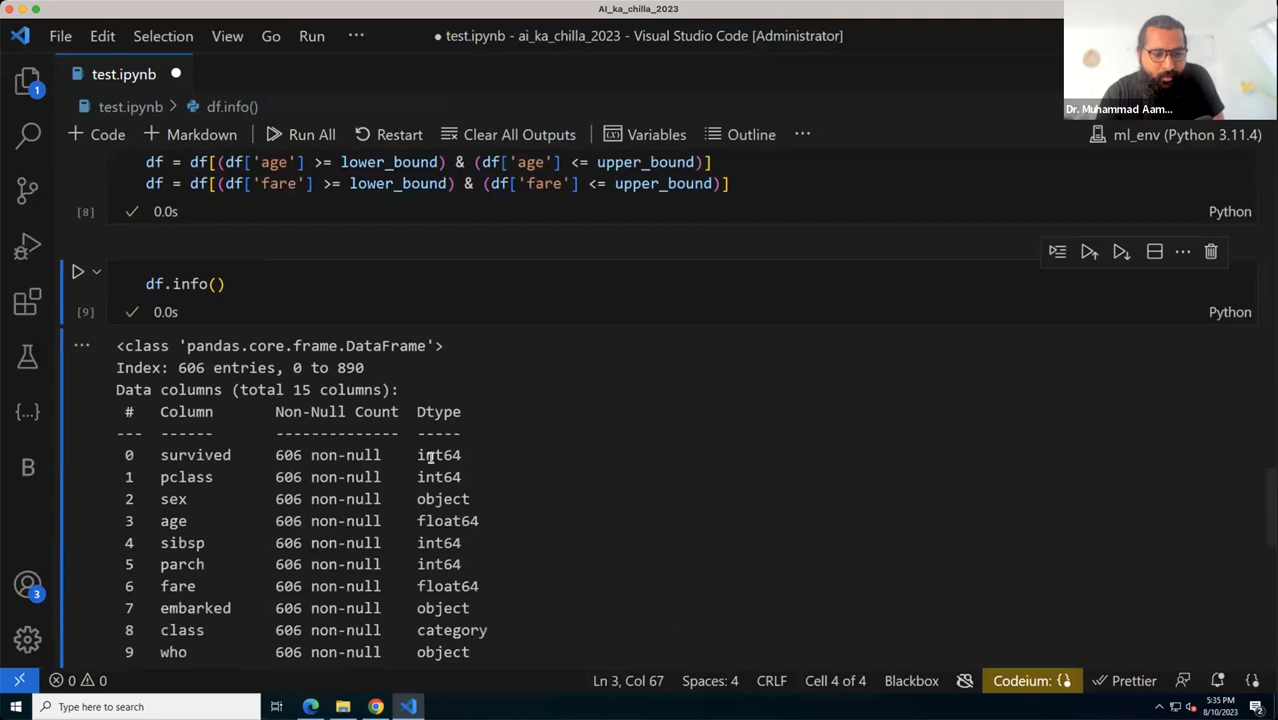 AI_ka_chilla_2023
File Edit Selection View Go Run ···
● test.ipynb - ai_ka_chilla_2023 - Visual Studio Code [Administrator]
Dr. Muhammad Aam...
test.ipynb
1
test.ipynb > df.info()
+ Code + Markdown Run All Restart Clear All Outputs Variables Outline ··· ml_env (Python 3.11.4)
df = df[(df['age'] >= lower_bound) & (df['age'] <= upper_bound)]
df = df[(df['fare'] >= lower_bound) & (df['fare'] <= upper_bound)]
[8] 0.0s Python
df.info()
[9] 0.0s Python
<class 'pandas.core.frame.DataFrame'>
Index: 606 entries, 0 to 890
Data columns (total 15 columns):
# Column Non-Null Count Dtype
--- ------ -------------- -----
0 survived 606 non-null int64
1 pclass 606 non-null int64
2 sex 606 non-null object
3 age 606 non-null float64
4 sibsp 606 non-null int64
5 parch 606 non-null int64
6 fare 606 non-null float64
7 embarked 606 non-null object
8 class 606 non-null category
9 who 606 non-null object
{..}
B
3
0 0 Ln 3, Col 67 Spaces: 4 CRLF Cell 4 of 4 Blackbox Codeium: {} Prettier
Type here to search
5:35 PM
8/10/2023
2